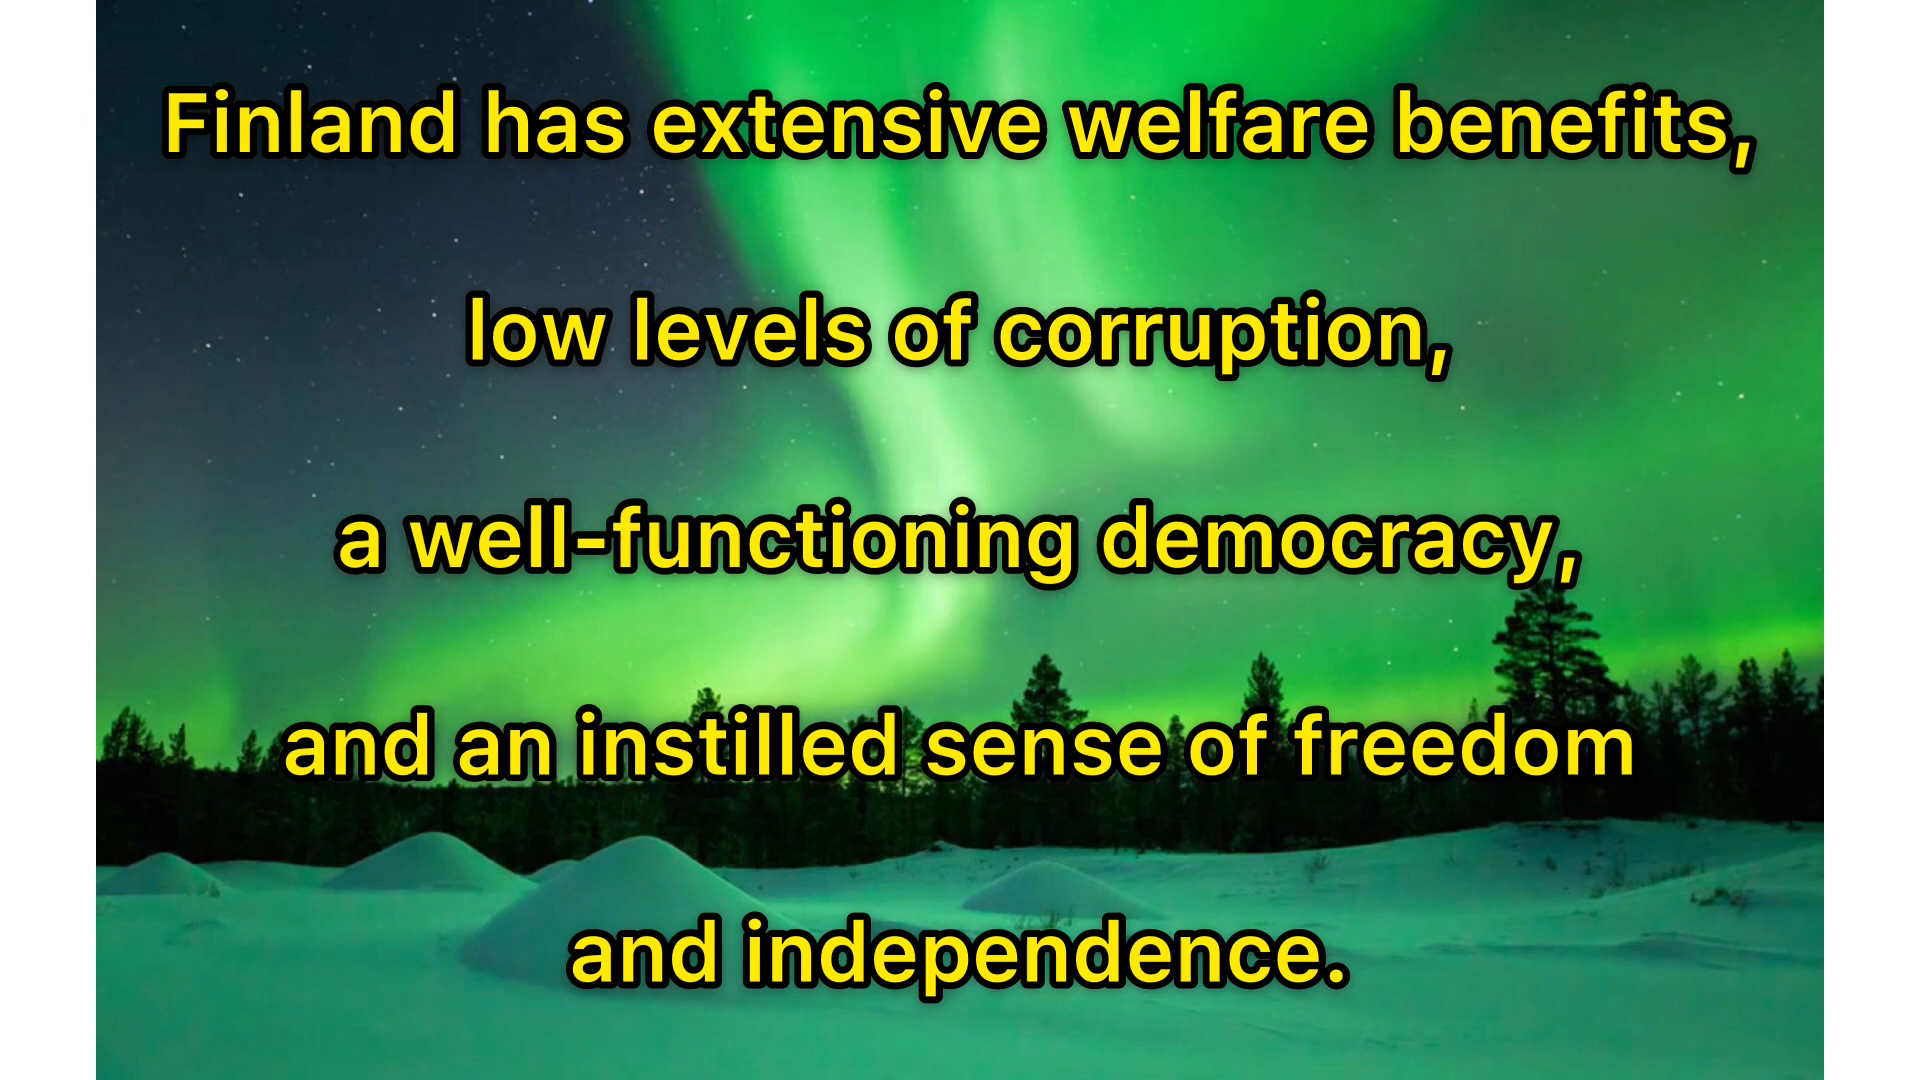 Finland has extensive welfare benefits,
low levels of corruption,
a well-functioning democracy,
and an instilled sense of freedom
and independence.